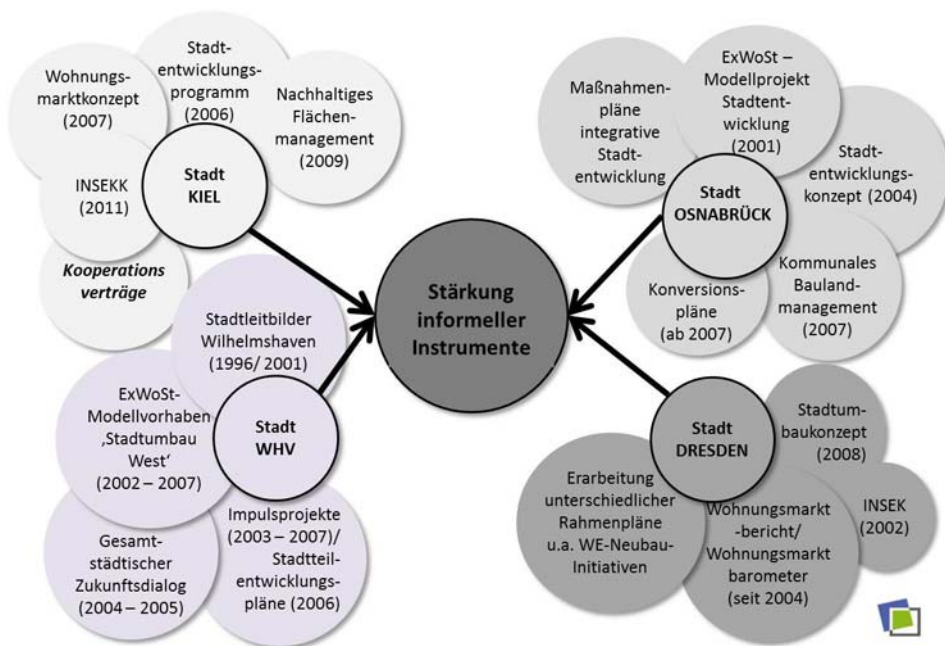 Wohnungs-
marktkonzept
(2007)
Stadt-
entwicklungs-
programm
(2006)
Nachhaltiges
Flächen-
management
(2009)
INSEKK
(2011)
Stadt
KIEL
Kooperations
verträge
Maßnahmen-
pläne
integrative
Stadt-
entwicklung
ExWoSt –
Modellprojekt
Stadtent-
wicklung
(2001)
Stadt-
entwicklungs-
konzept (2004)
Stadt
OSNABRÜCK
Konversions-
pläne
(ab 2007)
Kommunales
Bauland-
management
(2007)
Stärkung
informeller
Instrumente
Stadtleitbilder
Wilhelmshaven
(1996/ 2001)
ExWoSt-
Modellvorhaben
‚Stadtumbau
West‘
(2002 – 2007)
Stadt
WHV
Gesamt-
städtischer
Zukunftsdialog
(2004 – 2005)
Impulsprojekte
(2003 – 2007)/
Stadtteil
entwicklungs-
pläne (2006)
Stadt
DRESDEN
Stadtum-
baukonzept
(2008)
INSEK
(2002)
Erarbeitung
unterschiedlicher
Rahmenpläne
u.a. WE-Neubau-
Initiativen
Wohnungsmarkt
-bericht/
Wohnungsmarkt
barometer
(seit 2004)